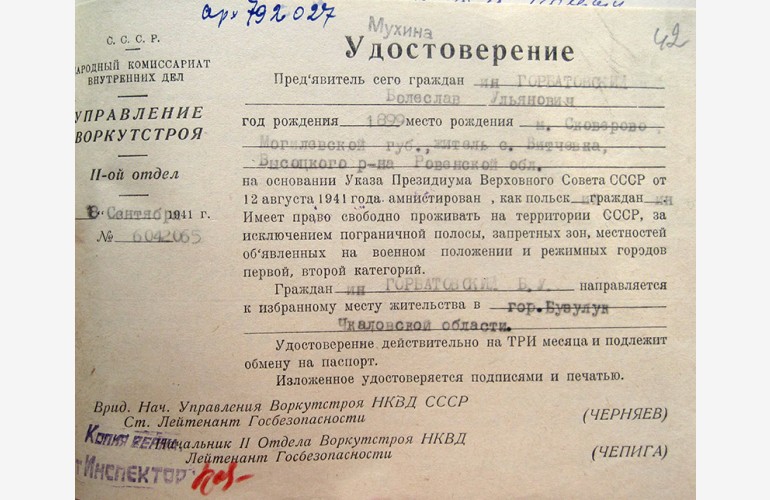 арх 792027
Мухина
42
С. С. С. Р.
НАРОДНЫЙ КОМИССАРИАТ
ВНУТРЕННИХ ДЕЛ
УПРАВЛЕНИЕ
ВОРКУТСТРОЯ
II-ой отдел
8 Сентября 1941 г.
№ 6042065
Удостоверение
Пред'явитель сего граждан ин ГОРБАТОВСКИЙ
Болеслав Ульянович
год рождения 1899 место рождения м. Сковерово,
Могилевской губ., житель с. Витчевка,
Высоцкого р-на Ровенской обл.
на основании Указа Президиума Верховного Совета СССР от
12 августа 1941 года амнистирован, как польск и граждан ин
Имеет право свободно проживать на территории СССР, за
исключением пограничной полосы, запретных зон, местностей
об'явленных на военном положении и режимных городов
первой, второй категорий.
Граждан ин ГОРБАТОВСКИЙ Б.У. направляется
к избранному месту жительства в гор.Бузулук
Чкаловской области.
Удостоверение действительно на ТРИ месяца и подлежит
обмену на паспорт.
Изложенное удостоверяется подписями и печатью.
Врид. Нач. Управления Воркутстроя НКВД СССР
Ст. Лейтенант Госбезопасности (ЧЕРНЯЕВ)
Начальник II Отдела Воркутстроя НКВД
Лейтенант Госбезопасности (ЧЕПИГА)
КОПИЯ ВЕРНА
ИНСПЕКТОР